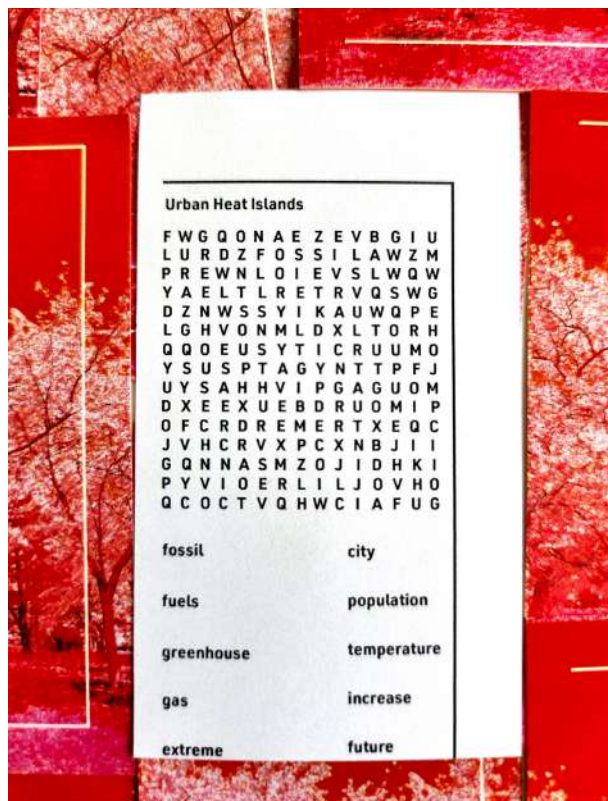 Urban Heat Islands
F W G Q O N A E Z E V B G I U
L U R D Z F O S S I L A W Z M
P R E W N L O I E V S L W Q W
Y A E L T L R E T R V Q S W G
D Z N W S S Y I K A U W Q P E
L G H V O N M L D X L T O R H
Q Q O E U S Y T I C R U U M O
Y S U S P T A G Y N T T P F J
U Y S A H H V I P G A G U O M
D X E E X U E B D R U O M I P
O F C R D R E M E R T X E Q C
J V H C R V X P C X N B J I I
G Q N N A S M Z O J I D H K I
P Y V I O E R L I L J O V H O
Q C O C T V Q H W C I A F U G
fossil city
fuels population
greenhouse temperature
gas increase
extreme future